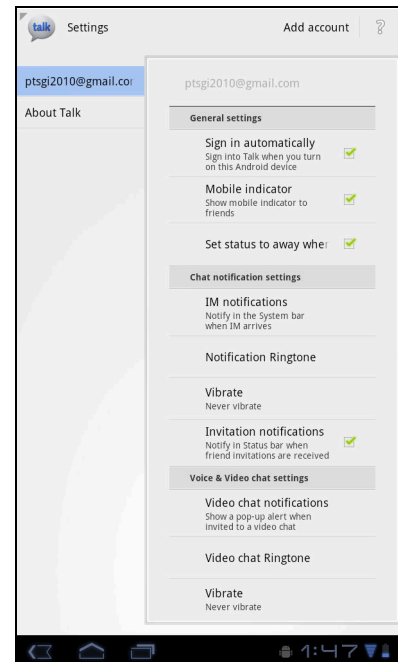 talk Settings Add account ?
ptsgi2010@gmail.cor
About Talk
ptsgi2010@gmail.com
General settings
Sign in automatically
Sign into Talk when you turn
on this Android device
Mobile indicator
Show mobile indicator to
friends
Set status to away when
Chat notification settings
IM notifications
Notify in the System bar
when IM arrives
Notification Ringtone
Vibrate
Never vibrate
Invitation notifications
Notify in Status bar when
friend invitations are received
Voice & Video chat settings
Video chat notifications
Show a pop-up alert when
invited to a video chat
Video chat Ringtone
Vibrate
Never vibrate
1:47